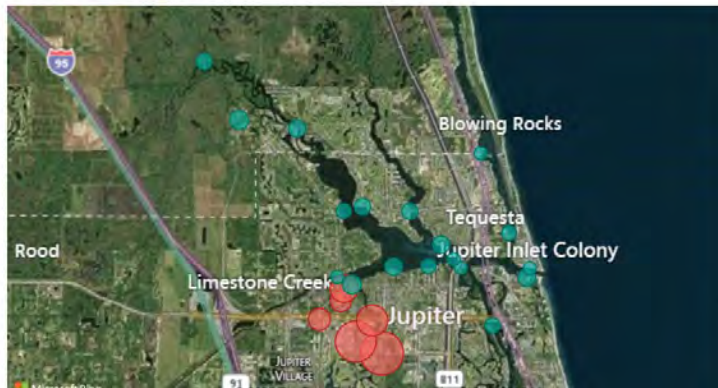 95
Blowing Rocks
Tequesta
Rood
Jupiter Inlet Colony
Limestone Creek
Jupiter
JUPITER
VILLAGE
91
811